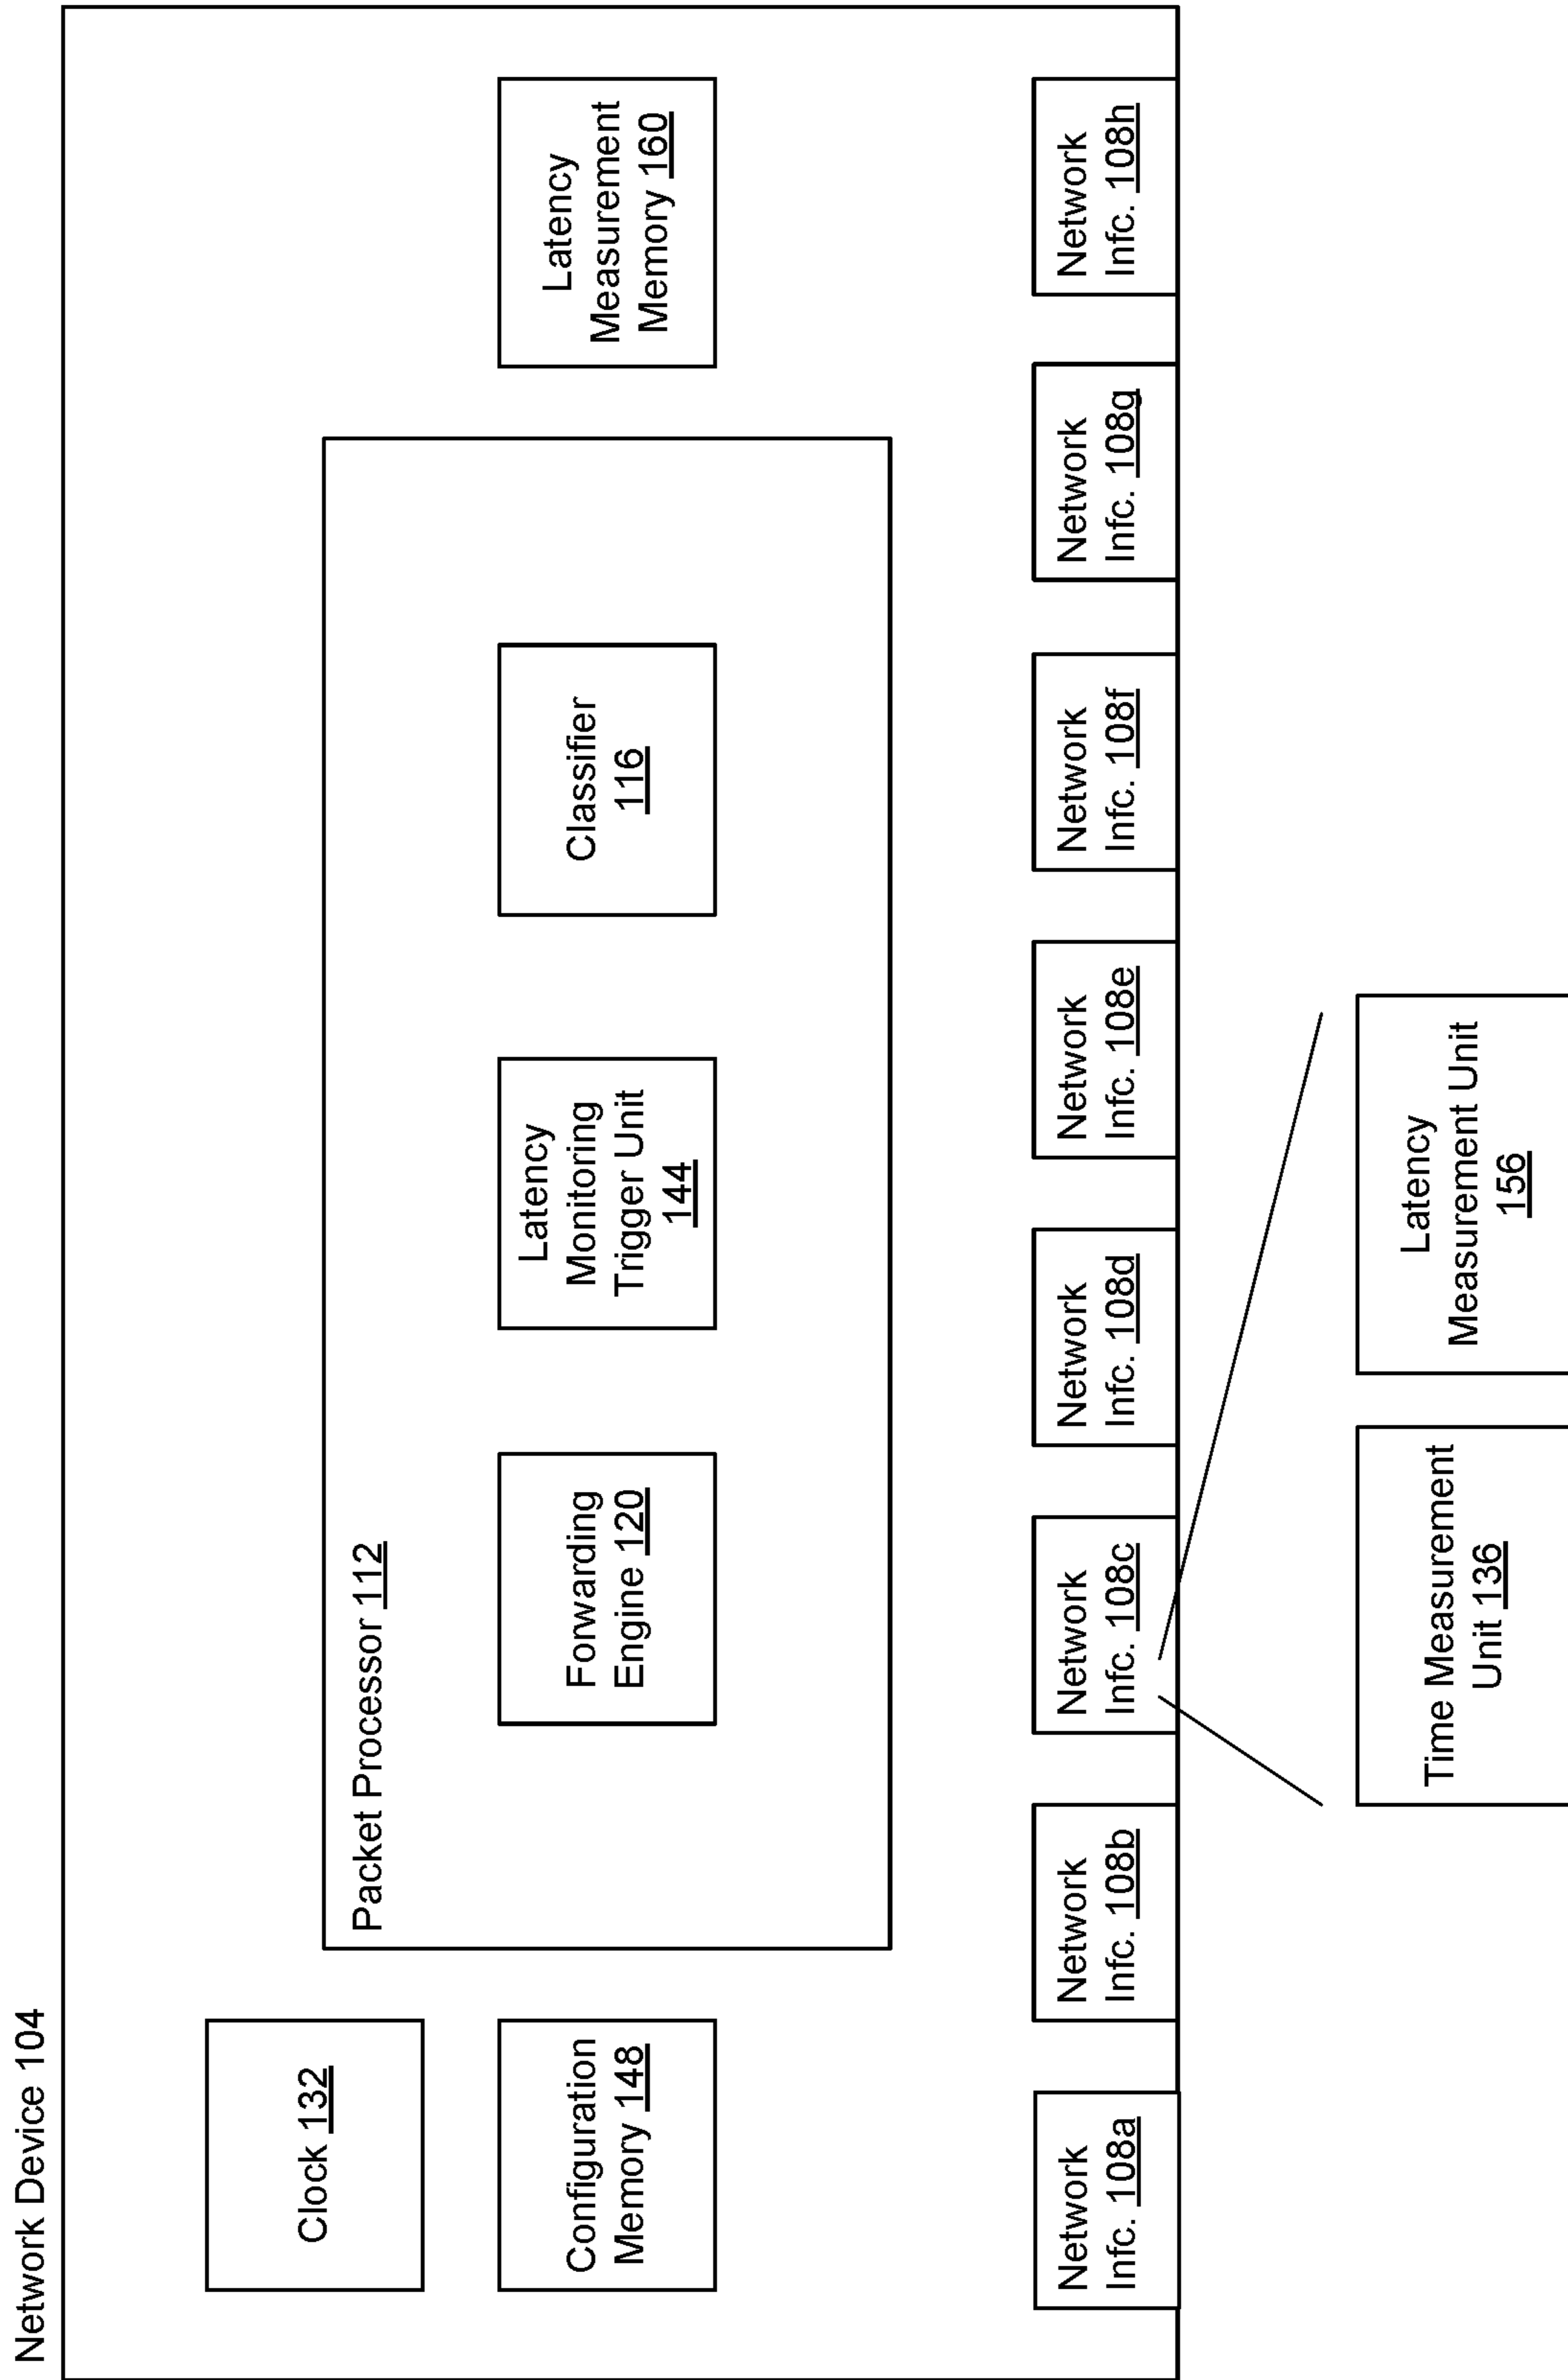 Network Device 104
Clock 132
Packet Processor 112
Configuration
Memory 148
Forwarding
Engine 120
Latency
Monitoring
Trigger Unit
144
Classifier
116
Latency
Measurement
Memory 160
Network
Infc. 108a
Network
Infc. 108b
Network
Infc. 108c
Network
Infc. 108d
Network
Infc. 108e
Network
Infc. 108f
Network
Infc. 108g
Network
Infc. 108h
Time Measurement
Unit 136
Latency
Measurement Unit
156